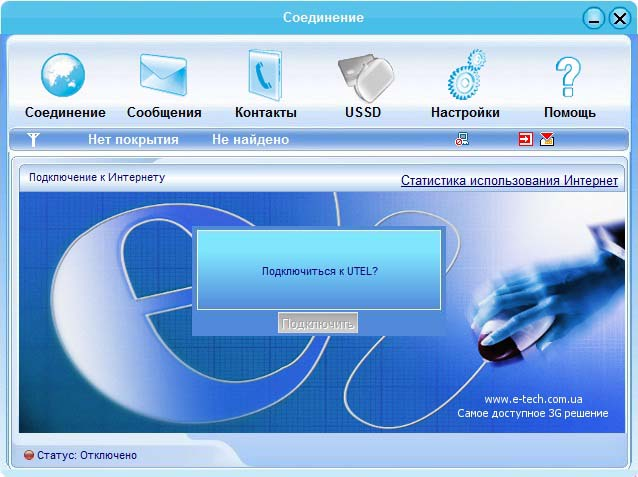 Соединение
Соединение Сообщения Контакты USSD Настройки Помощь
Нет покрытия Не найдено
Подключение к Интернету Статистика использования Интернет
Подключиться к UTEL?
Подключить
www.e-tech.com.ua
Самое доступное 3G решение
Статус: Отключено